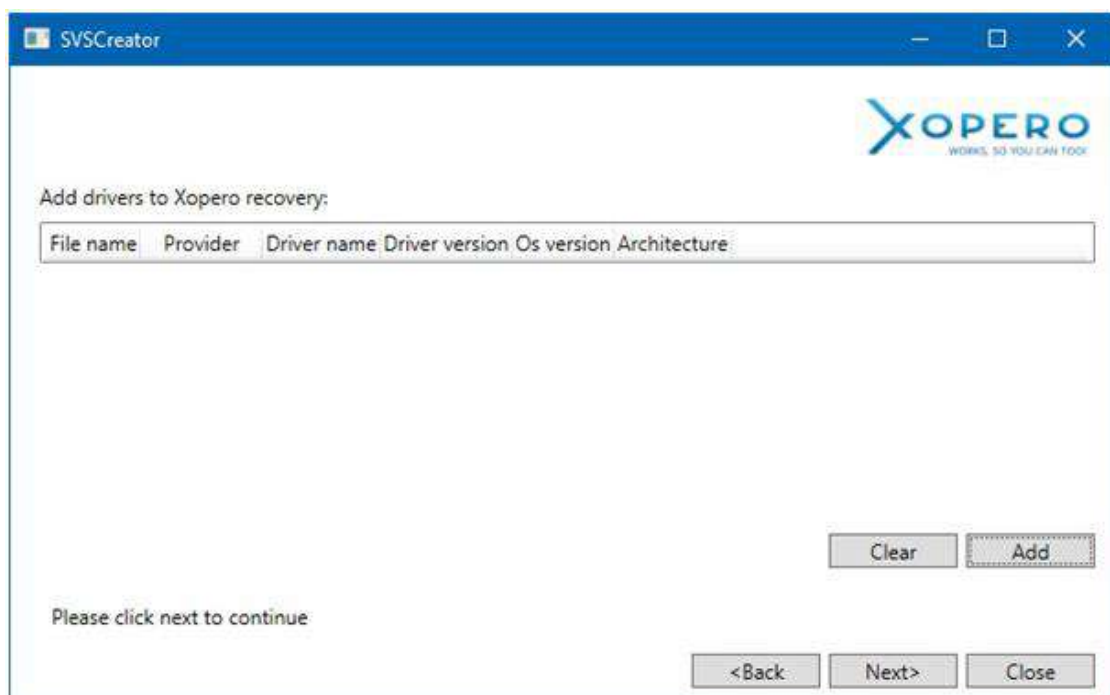 SVSCreator
XOPERO
WORKS, SO YOU CAN TOO!
Add drivers to Xopero recovery:
File name Provider Driver name Driver version Os version Architecture
Clear Add
Please click next to continue
<Back Next> Close